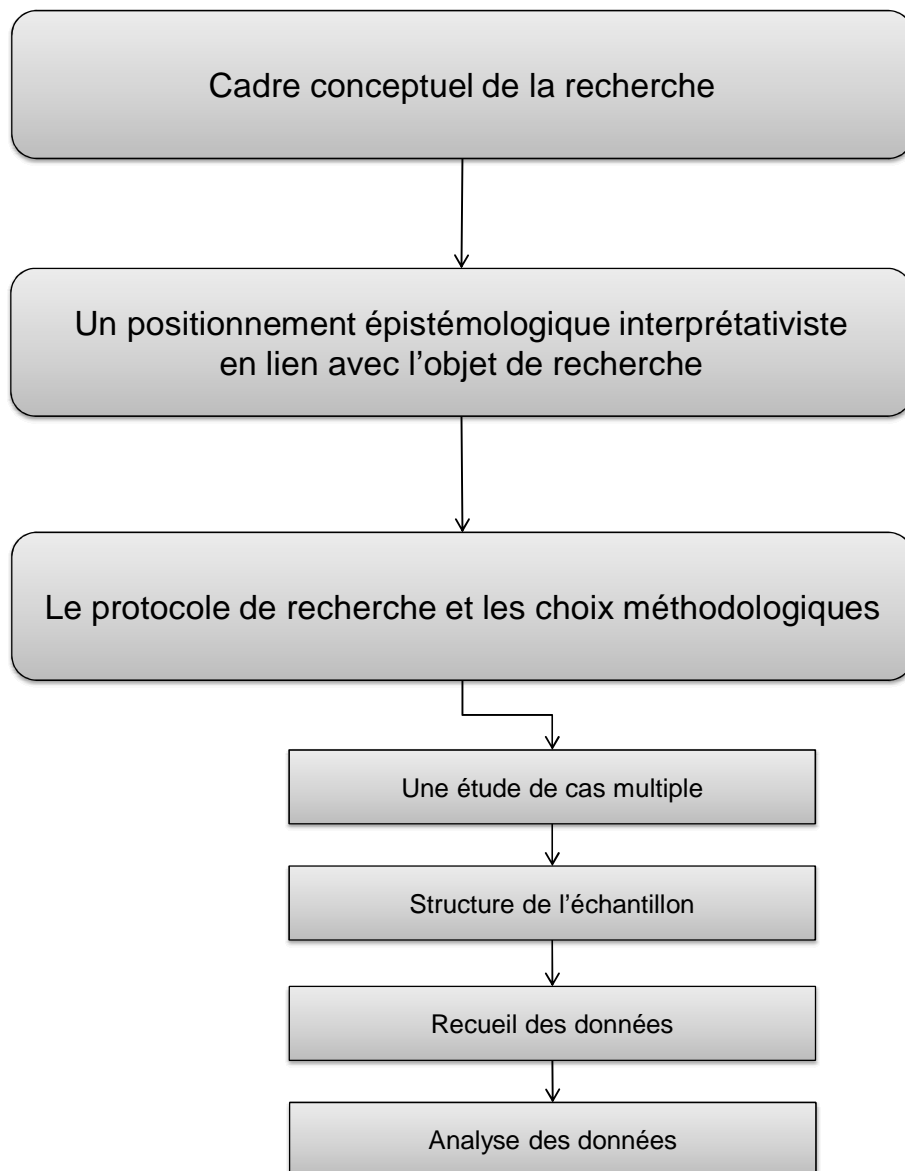 Cadre conceptuel de la recherche
Un positionnement épistémologique interprétativiste
en lien avec l’objet de recherche
Le protocole de recherche et les choix méthodologiques
Une étude de cas multiple
Structure de l’échantillon
Recueil des données
Analyse des données